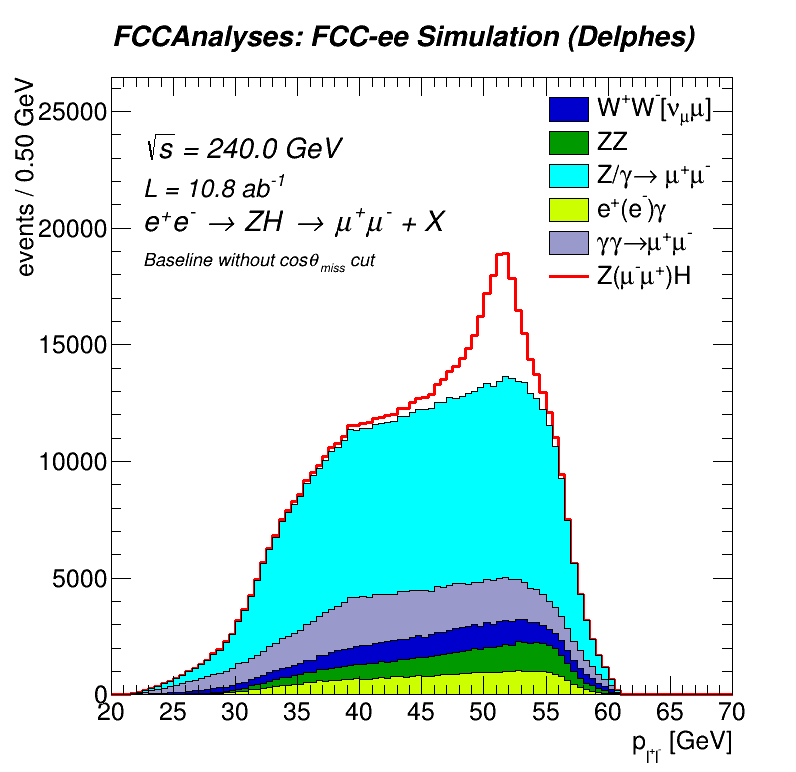 FCCAnalyses: FCC-ee Simulation (Delphes)
events / 0.50 GeV
25000
20000
15000
10000
5000
0
√s = 240.0 GeV
L = 10.8 ab⁻¹
e⁺e⁻ → ZH → μ⁺μ⁻ + X
Baseline without cosθ_miss cut
W⁺W⁻[ν_μμ]
ZZ
Z/γ→ μ⁺μ⁻
e⁺(e⁻)γ
γγ→μ⁺μ⁻
Z(μ⁻μ⁺)H
20 25 30 35 40 45 50 55 60 65 70
p_l⁺l⁻ [GeV]